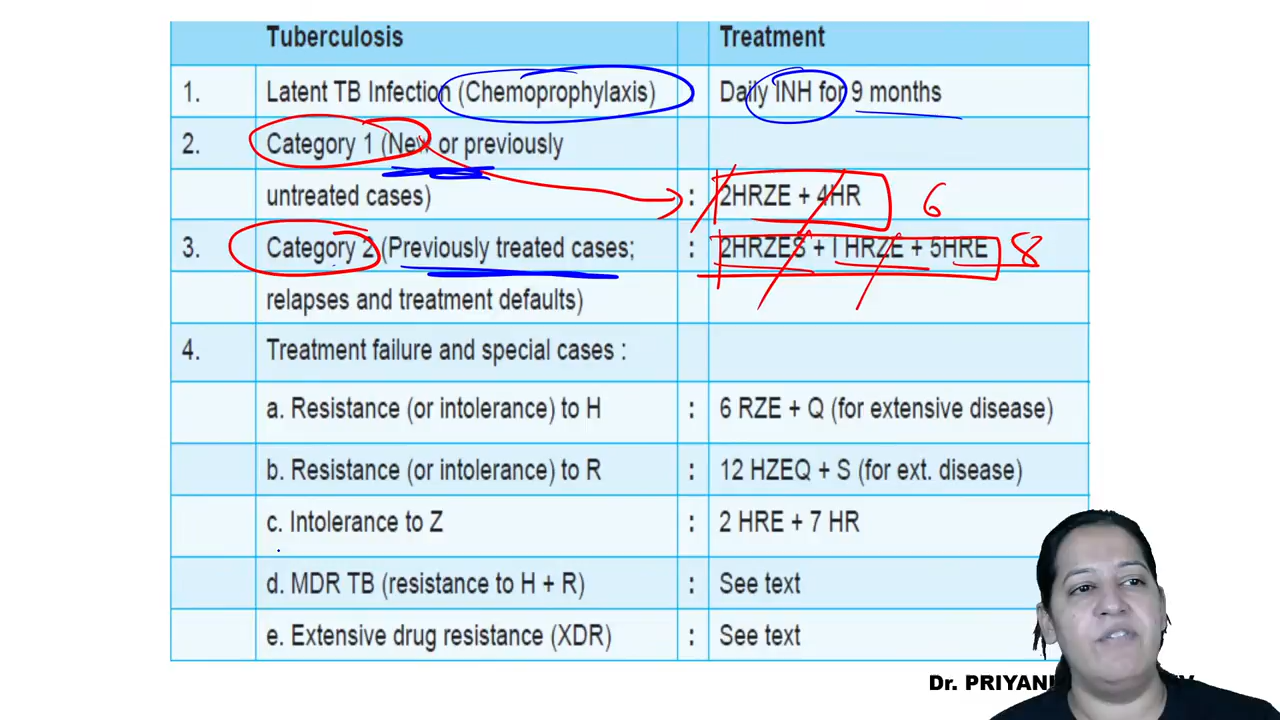 Tuberculosis Treatment
1. Latent TB Infection (Chemoprophylaxis) : Daily INH for 9 months
2. Category 1 (New or previously
untreated cases) : 2HRZE + 4HR 6
3. Category 2 (Previously treated cases; : 2HRZES + I HRZE + 5HRE 8
relapses and treatment defaults)
4. Treatment failure and special cases :
a. Resistance (or intolerance) to H : 6 RZE + Q (for extensive disease)
b. Resistance (or intolerance) to R : 12 HZEQ + S (for ext. disease)
c. Intolerance to Z : 2 HRE + 7 HR
d. MDR TB (resistance to H + R) : See text
e. Extensive drug resistance (XDR) : See text
Dr.